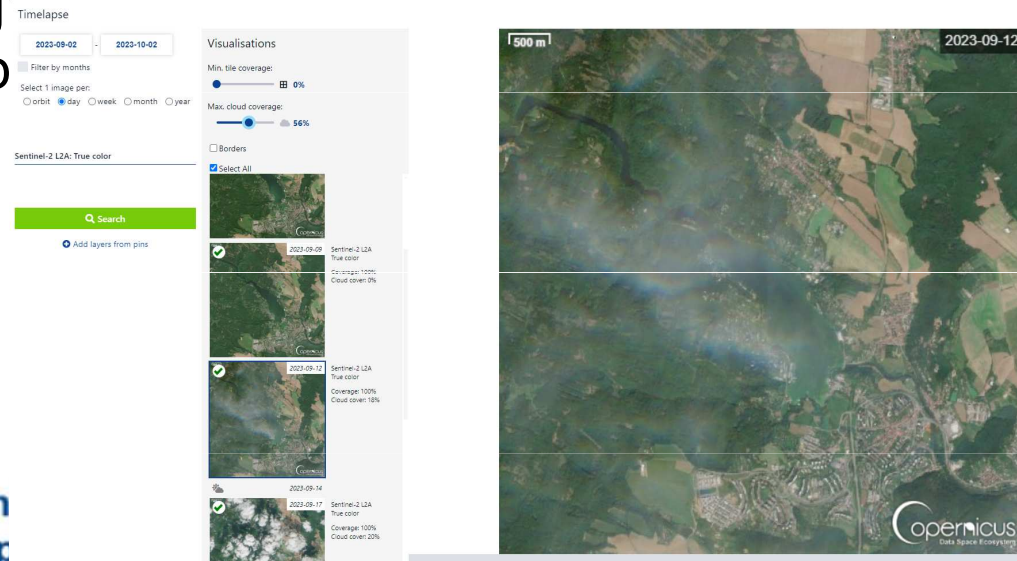 Timelapse
2023-09-02 - 2023-10-02
Filter by months
Select 1 image per:
orbit day week month year
Sentinel-2 L2A: True color
Search
Add layers from pins
Visualisations
Min. tile coverage:
0%
Max. cloud coverage:
56%
Borders
Select All
opernicus
2023-09-09
Sentinel-2 L2A
True color
Coverage: 100%
Cloud cover: 0%
opernicus
2023-09-12
Sentinel-2 L2A
True color
Coverage: 100%
Cloud cover: 18%
opernicus
2023-09-14
2023-09-17
Sentinel-2 L2A
True color
Coverage: 100%
Cloud cover: 20%
500 m
2023-09-12
opernicus
Data Space Ecosystem